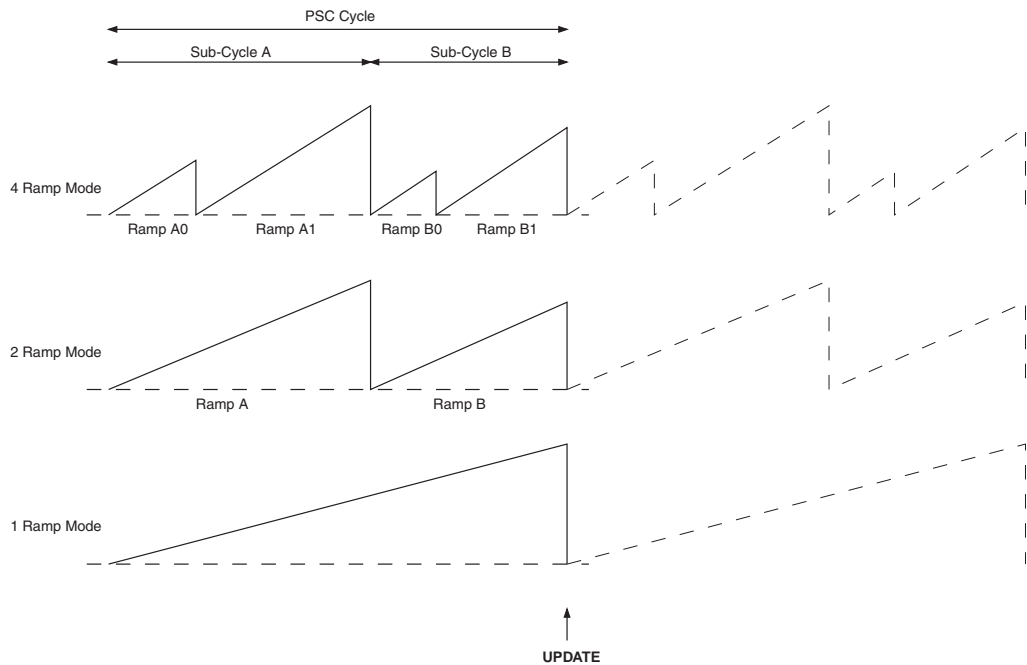 PSC Cycle
Sub-Cycle A Sub-Cycle B
4 Ramp Mode
Ramp A0 Ramp A1 Ramp B0 Ramp B1
2 Ramp Mode
Ramp A Ramp B
1 Ramp Mode
UPDATE